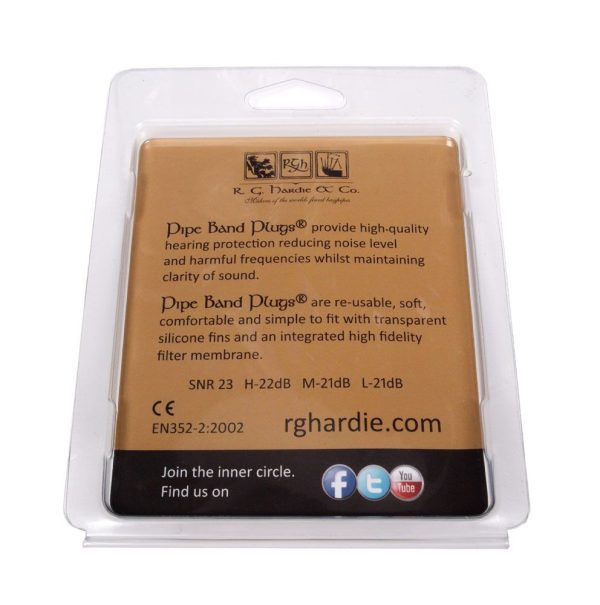 RGh
R. G. Hardie & Co.
Makers of the worlds finest bagpipes
Pipe Band Plugs® provide high-quality
hearing protection reducing noise level
and harmful frequencies whilst maintaining
clarity of sound.
Pipe Band Plugs® are re-usable, soft,
comfortable and simple to fit with transparent
silicone fins and an integrated high fidelity
filter membrane.
SNR 23 H-22dB M-21dB L-21dB
CE
EN352-2:2002
rghardie.com
Join the inner circle.
Find us on
f t You
Tube